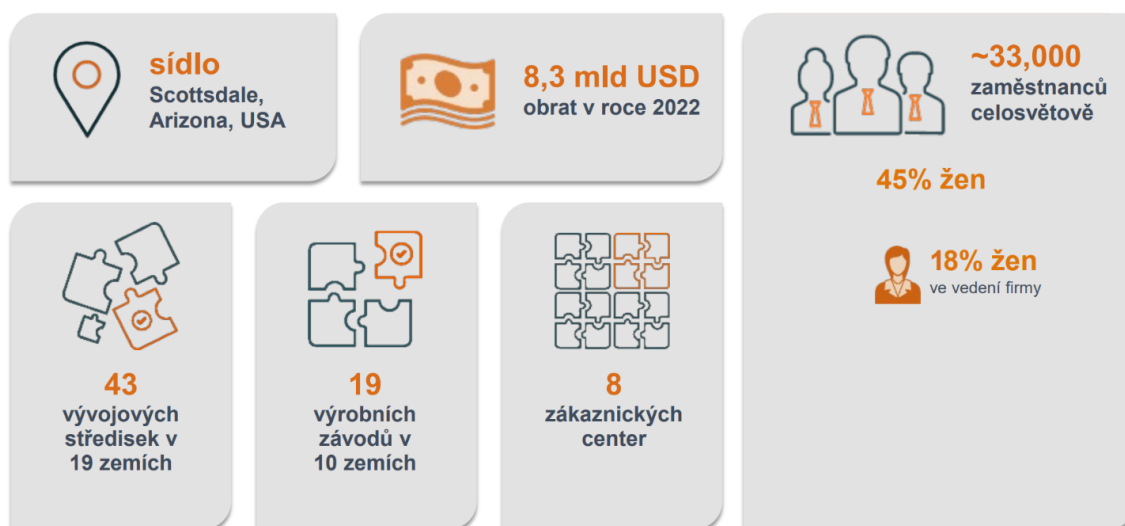 sídlo
Scottsdale,
Arizona, USA
8,3 mld USD
obrat v roce 2022
~33,000
zaměstnanců
celosvětově
45% žen
18% žen
ve vedení firmy
43
vývojových
středisek v
19 zemích
19
výrobních
závodů v
10 zemích
8
zákaznických
center